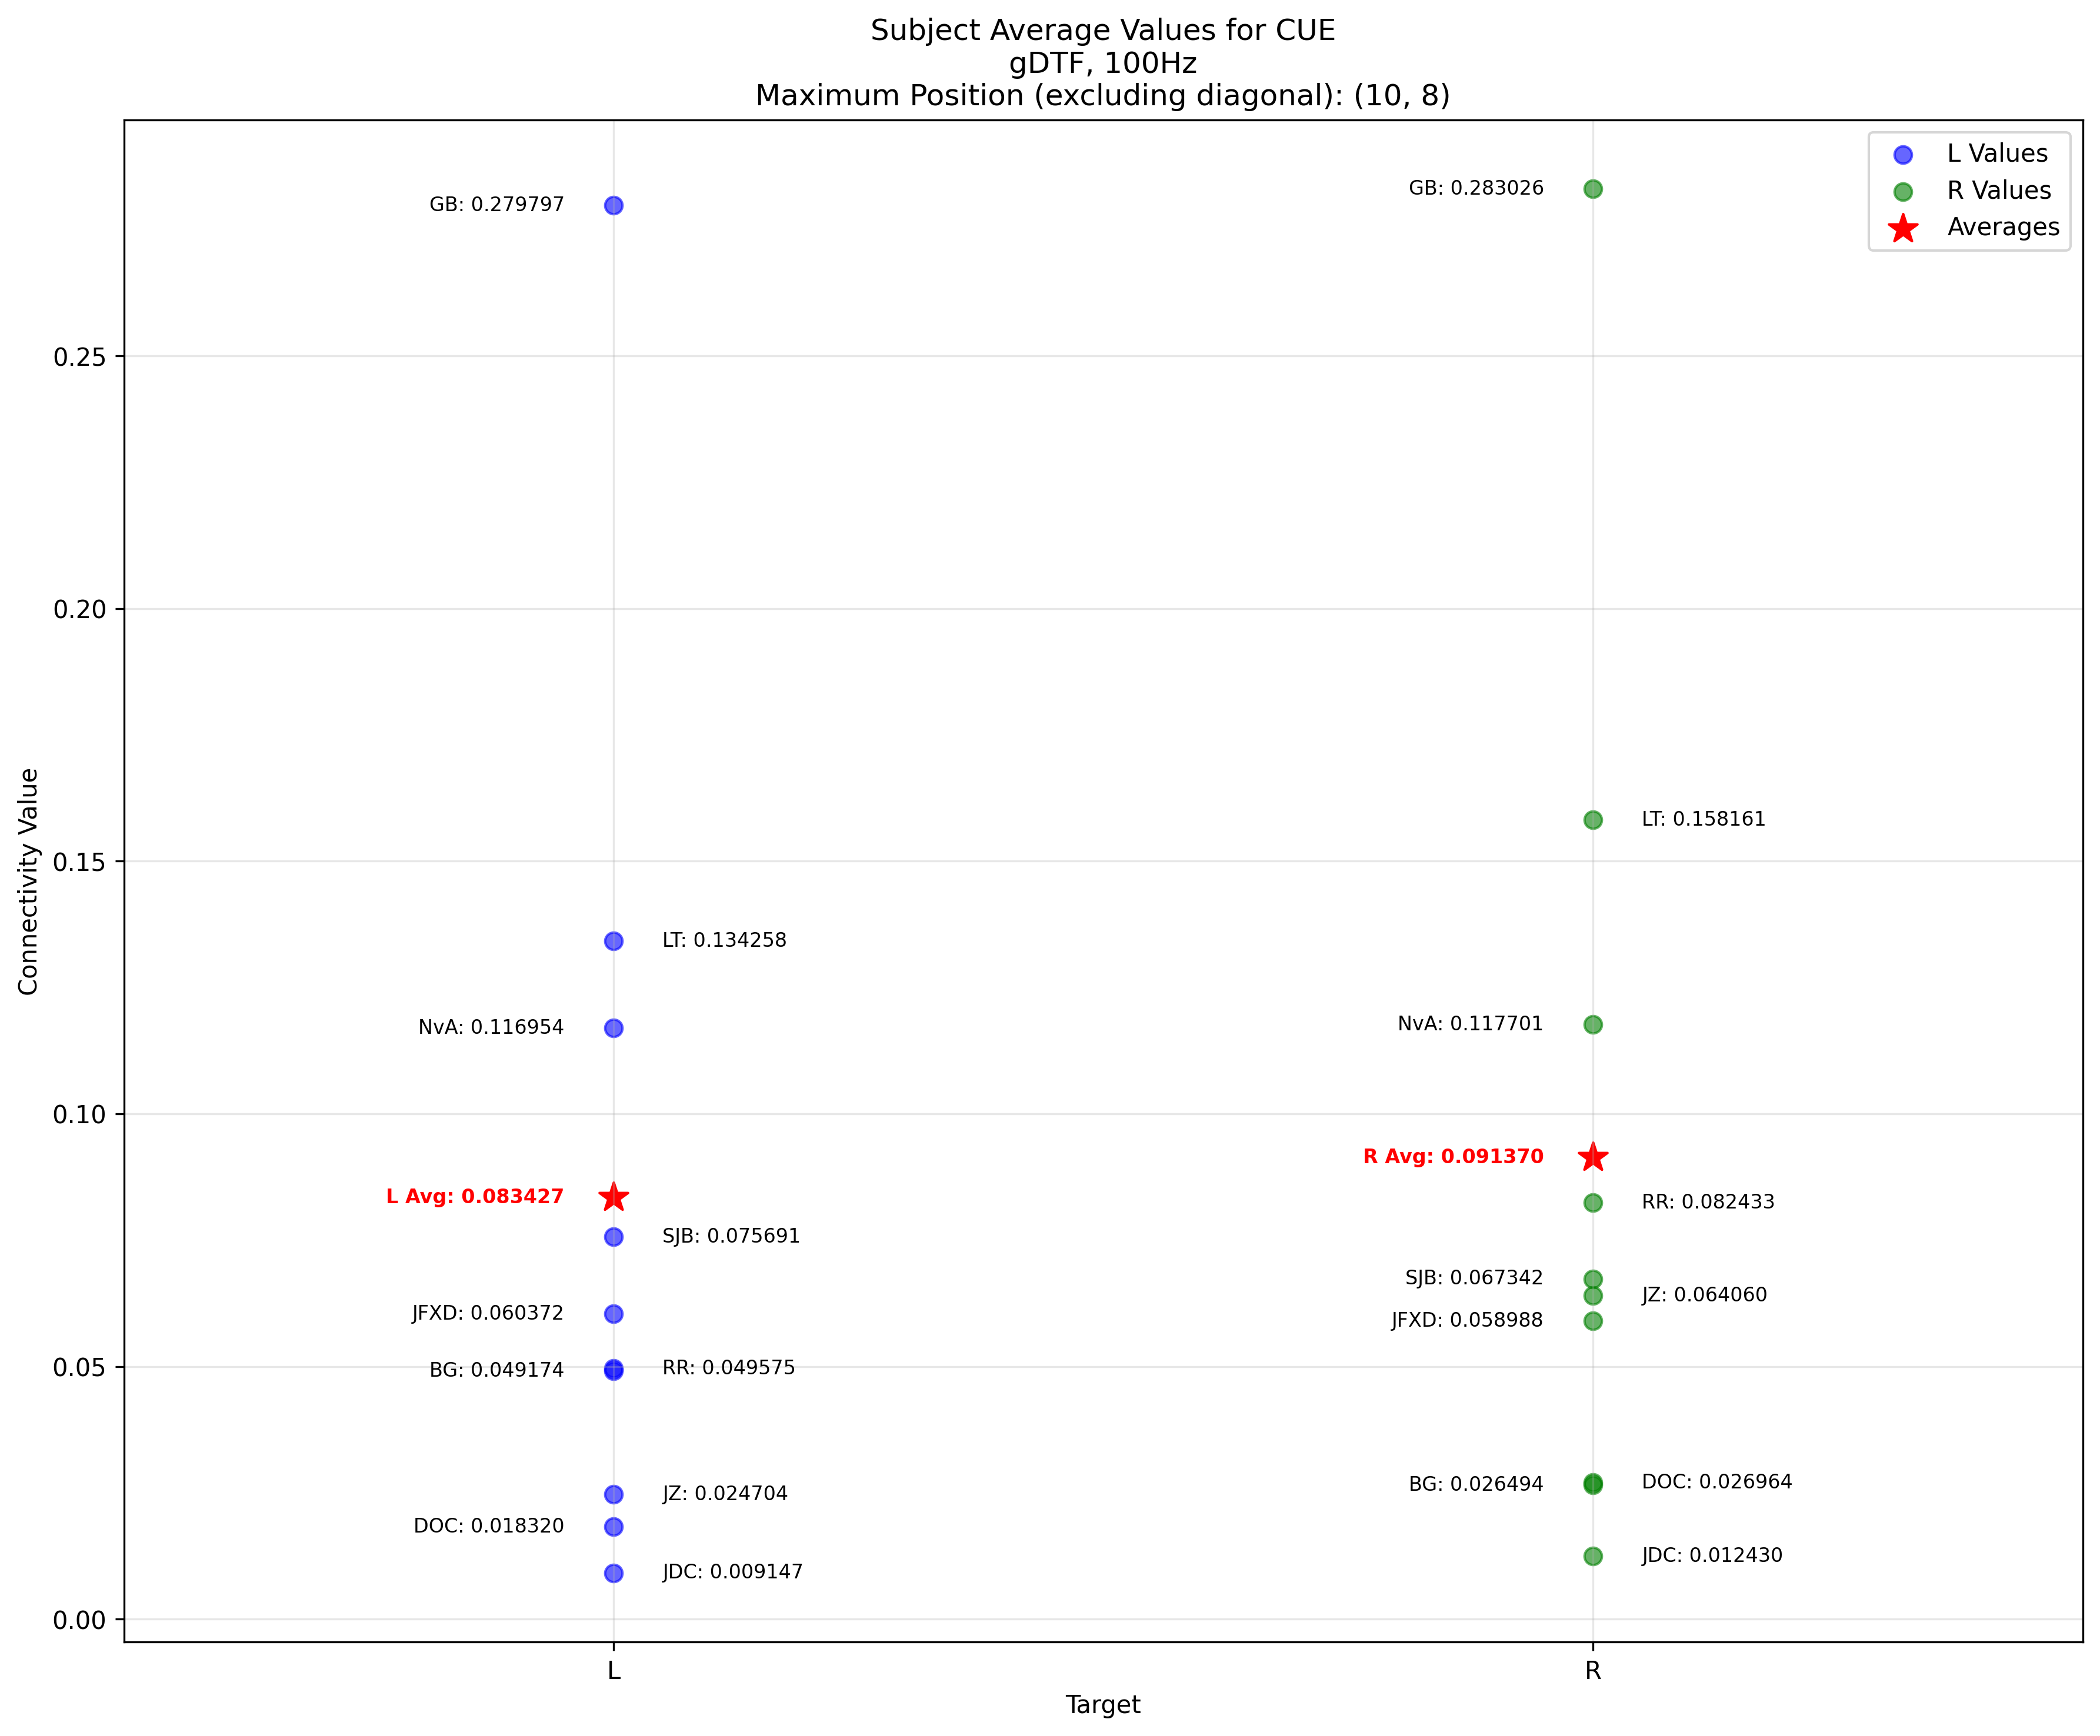 Subject Average Values for CUE
gDTF, 100Hz
Maximum Position (excluding diagonal): (10, 8)
L Values
R Values
Averages
Connectivity Value
0.25
0.20
0.15
0.10
0.05
0.00
GB: 0.279797
LT: 0.134258
NvA: 0.116954
L Avg: 0.083427
SJB: 0.075691
JFXD: 0.060372
BG: 0.049174
RR: 0.049575
JZ: 0.024704
DOC: 0.018320
JDC: 0.009147
GB: 0.283026
LT: 0.158161
NvA: 0.117701
R Avg: 0.091370
RR: 0.082433
SJB: 0.067342
JZ: 0.064060
JFXD: 0.058988
BG: 0.026494
DOC: 0.026964
JDC: 0.012430
L
R
Target